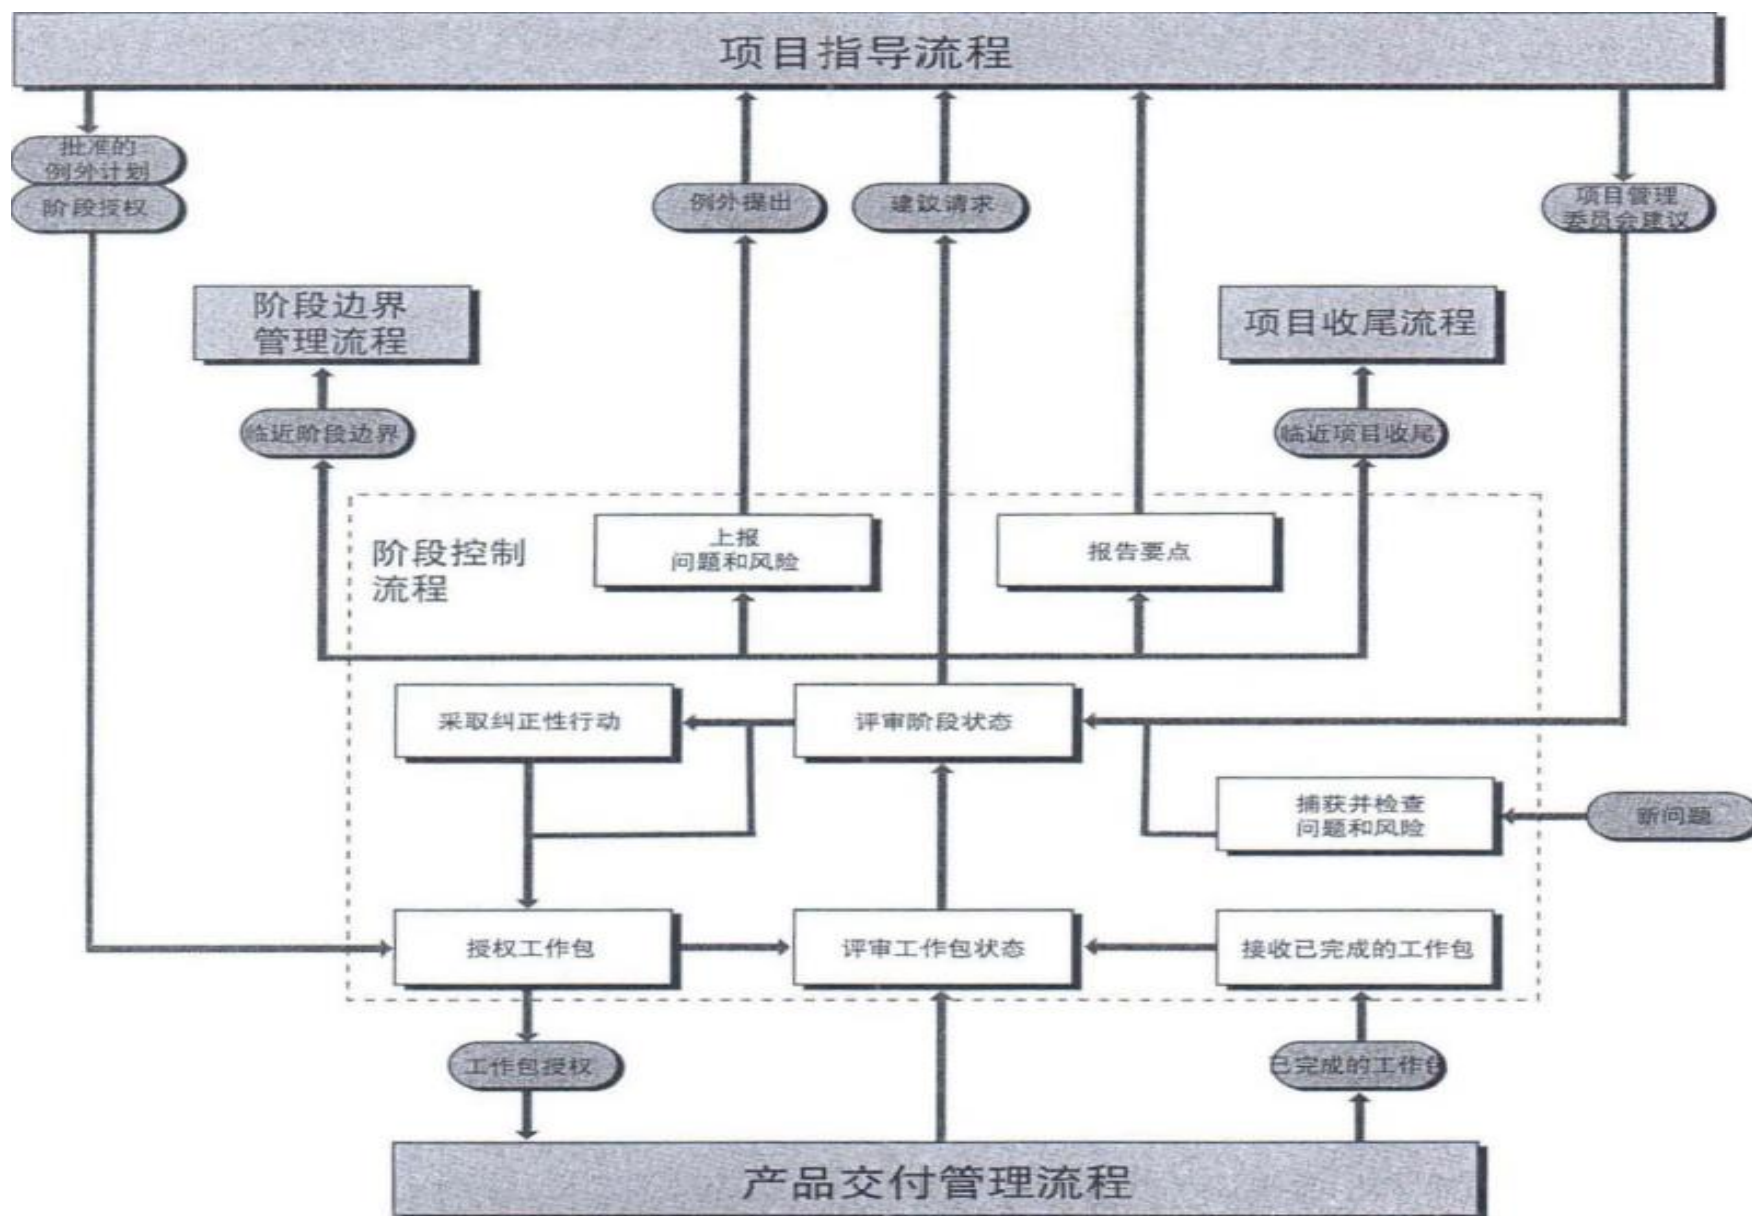 项目指导流程
批准的
例外计划
阶段授权
例外提出
建议请求
项目管理
委员会建议
阶段边界
管理流程
项目收尾流程
临近阶段边界
临近项目收尾
阶段控制
流程
上报
问题和风险
报告要点
采取纠正性行动
评审阶段状态
捕获并检查
问题和风险
新问题
授权工作包
评审工作包状态
接收已完成的工作包
工作包授权
已完成的工作包
产品交付管理流程